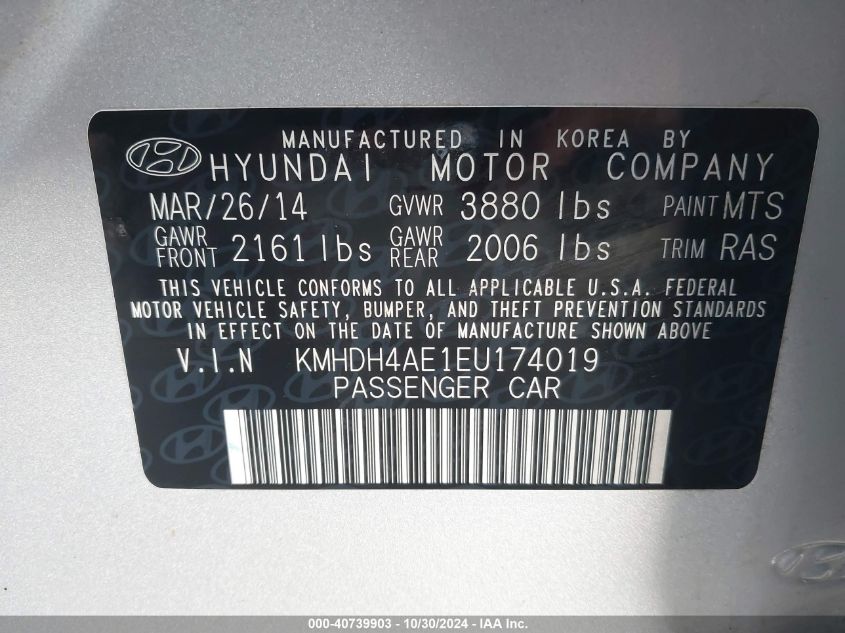 MANUFACTURED IN KOREA BY
HYUNDAI MOTOR COMPANY
MAR/26/14 GVWR 3880 lbs PAINT MTS
GAWR FRONT 2161 lbs GAWR REAR 2006 lbs TRIM RAS
THIS VEHICLE CONFORMS TO ALL APPLICABLE U.S.A. FEDERAL
MOTOR VEHICLE SAFETY, BUMPER, AND THEFT PREVENTION STANDARDS
IN EFFECT ON THE DATE OF MANUFACTURE SHOWN ABOVE
V.I.N KMHDH4AE1EU174019
PASSENGER CAR
000-40739903 / 10/30/2024 - IAA Inc.